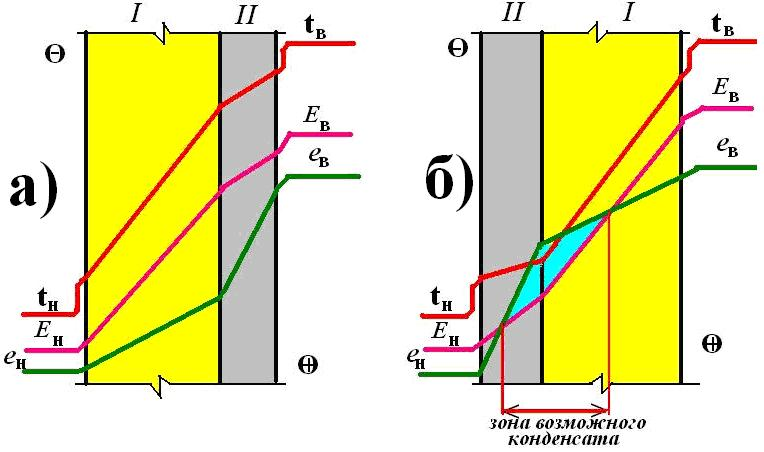 I II
Θ
tв
Eв
eв
а)
tн
Eн
eн
Θ
II I
Θ
tв
Eв
eв
б)
tн
Eн
eн
Θ
зона возможного
конденсата